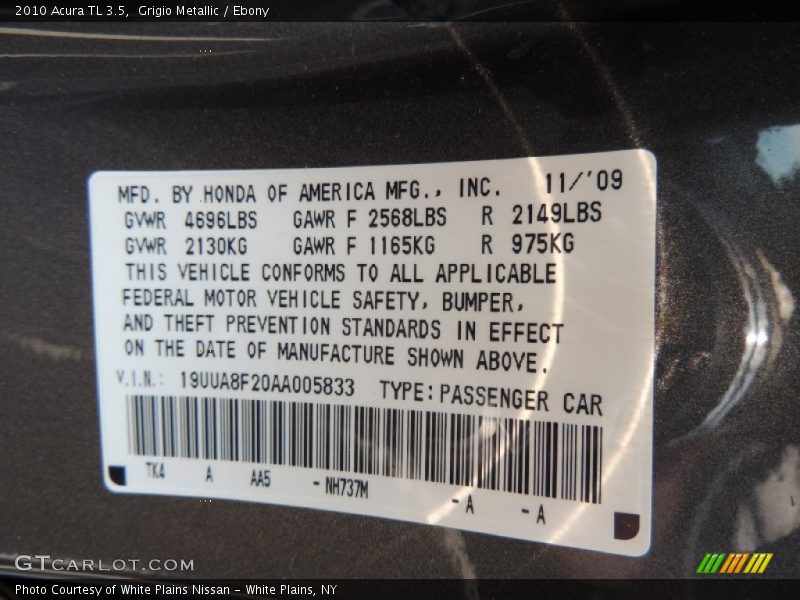 2010 Acura TL 3.5,  Grigio Metallic / Ebony
MFD. BY HONDA OF AMERICA MFG., INC. 11/'09
GVWR 4696LBS GAWR F 2568LBS R 2149LBS
GVWR 2130KG GAWR F 1165KG R 975KG
THIS VEHICLE CONFORMS TO ALL APPLICABLE
FEDERAL MOTOR VEHICLE SAFETY, BUMPER,
AND THEFT PREVENTION STANDARDS IN EFFECT
ON THE DATE OF MANUFACTURE SHOWN ABOVE.
V.I.N.: 19UUA8F20AA005833 TYPE:PASSENGER CAR
TK4 A AA5 -NH737M -A -A
GTCARLOT.COM
Photo Courtesy of White Plains Nissan - White Plains, NY